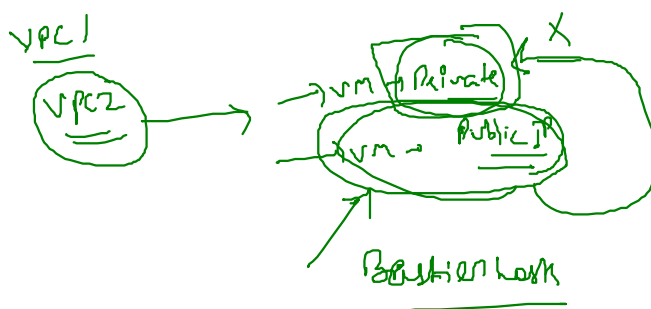 VPC1
VPC2
VM → Private
X
VM → Public IP
Bastion host